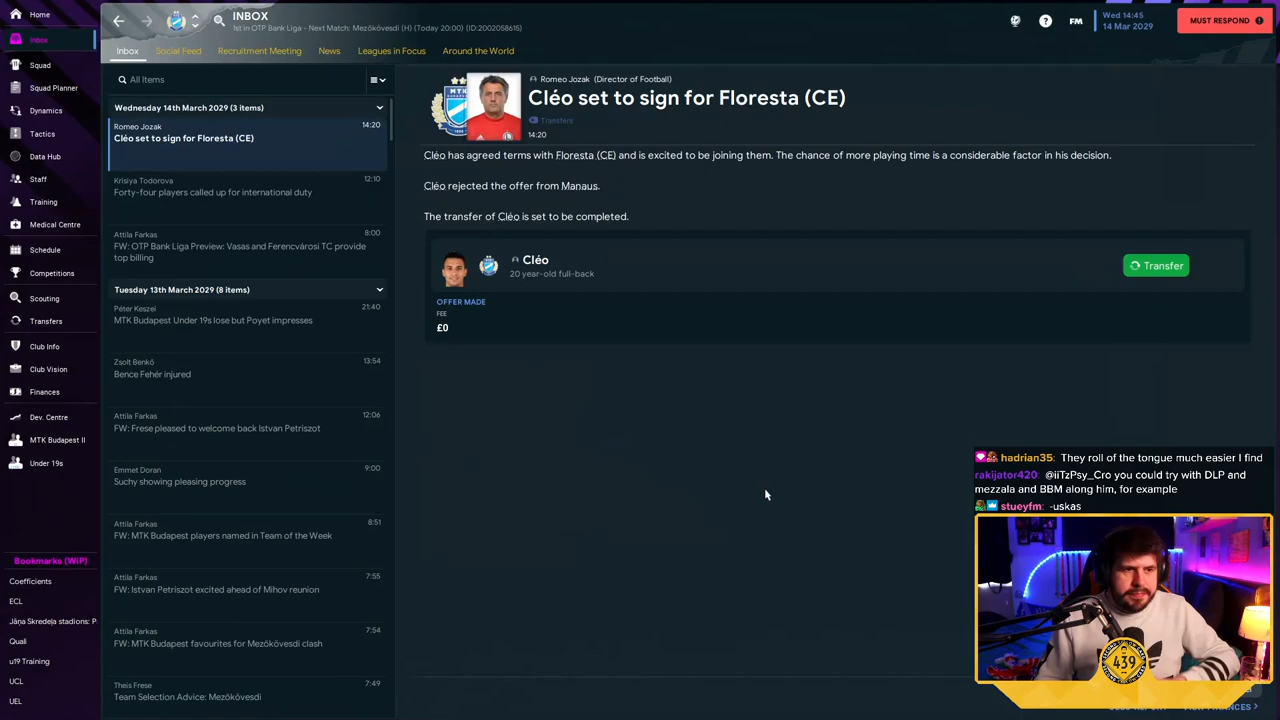 Home
INBOX
1st in OTP Bank Liga - Next Match: Mezőkövesdi (H) (Today 20:00) (ID:2002058615)
FM
Wed 14:45
14 Mar 2029
MUST RESPOND
Inbox
Squad
Squad Planner
Dynamics
Tactics
Data Hub
Staff
Training
Medical Centre
Schedule
Competitions
Scouting
Transfers
Club Info
Club Vision
Finances
Dev. Centre
MTK Budapest II
Under 19s
Bookmarks (WiP)
Coefficients
ECL
Jāņa Skredeļa stadions: P
Quali
u19 Training
UCL
UEL
Inbox
Social Feed
Recruitment Meeting
News
Leagues in Focus
Around the World
All Items
Wednesday 14th March 2029 (3 items)
Romeo Jozak
14:20
Cléo set to sign for Floresta (CE)
Krisiya Todorova
12:10
Forty-four players called up for international duty
Attila Farkas
8:00
FW: OTP Bank Liga Preview: Vasas and Ferencvárosi TC provide
top billing
Tuesday 13th March 2029 (8 items)
Péter Keszei
21:40
MTK Budapest Under 19s lose but Poyet impresses
Zsolt Benkő
13:54
Bence Fehér injured
Attila Farkas
12:06
FW: Frese pleased to welcome back Istvan Petriszot
Emmet Doran
9:00
Suchy showing pleasing progress
Attila Farkas
8:51
FW: MTK Budapest players named in Team of the Week
Attila Farkas
7:55
FW: Istvan Petriszot excited ahead of Mihov reunion
Attila Farkas
7:54
FW: MTK Budapest favourites for Mezőkövesdi clash
Theis Frese
7:49
Team Selection Advice: Mezőkövesdi
Romeo Jozak (Director of Football)
Cléo set to sign for Floresta (CE)
Transfers
14:20
Cléo has agreed terms with Floresta (CE) and is excited to be joining them. The chance of more playing time is a considerable factor in his decision.
Cléo rejected the offer from Manaus.
The transfer of Cléo is set to be completed.
Cléo
20 year-old full-back
Transfer
OFFER MADE
FEE
£0
hadrian35: They roll of the tongue much easier I find
rakijator420: @iiTzPsy_Cro you could try with DLP and
mezzala and BBM along him, for example
stueyfm: -uskas
439